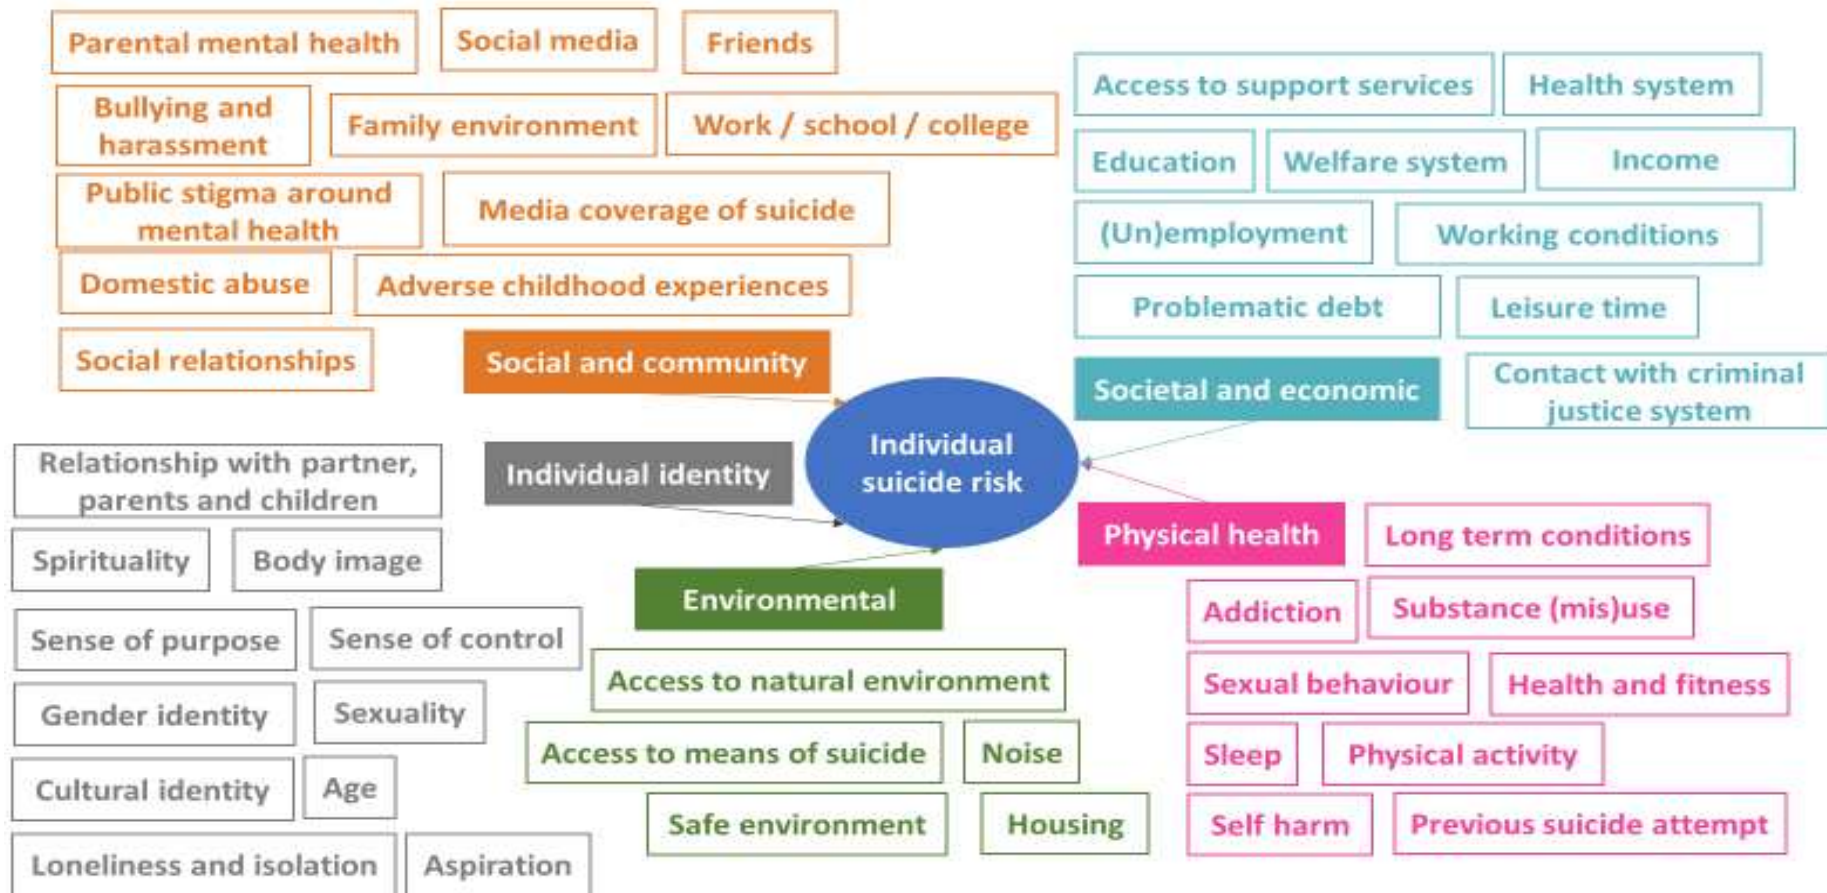 Parental mental health
Social media
Friends
Bullying and
harassment
Family environment
Work / school / college
Public stigma around
mental health
Media coverage of suicide
Domestic abuse
Adverse childhood experiences
Social relationships
Social and community
Access to support services
Health system
Education
Welfare system
Income
(Un)employment
Working conditions
Problematic debt
Leisure time
Societal and economic
Contact with criminal
justice system
Individual
suicide risk
Individual identity
Relationship with partner,
parents and children
Spirituality
Body image
Sense of purpose
Sense of control
Gender identity
Sexuality
Cultural identity
Age
Loneliness and isolation
Aspiration
Environmental
Access to natural environment
Access to means of suicide
Noise
Safe environment
Housing
Physical health
Long term conditions
Addiction
Substance (mis)use
Sexual behaviour
Health and fitness
Sleep
Physical activity
Self harm
Previous suicide attempt